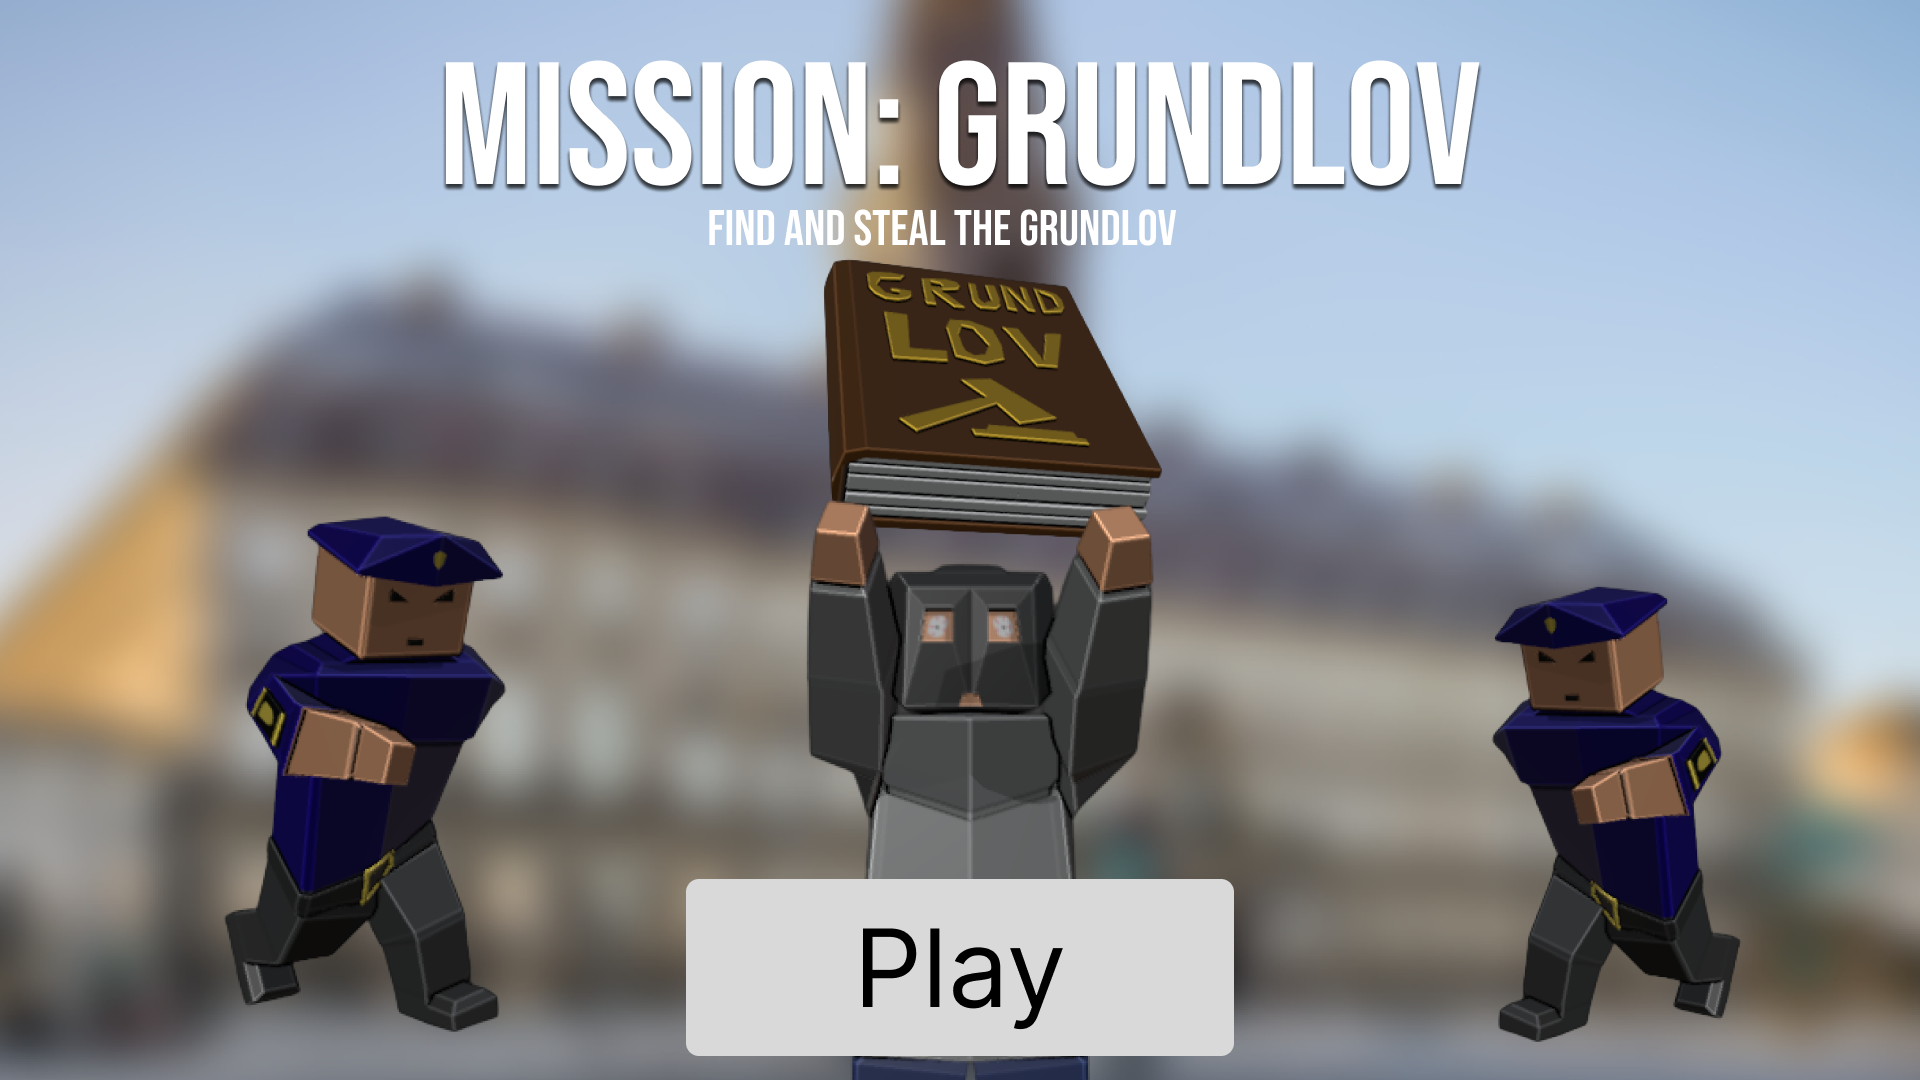 MISSION: GRUNDLOV
FIND AND STEAL THE GRUNDLOV
GRUND
LOV
Play